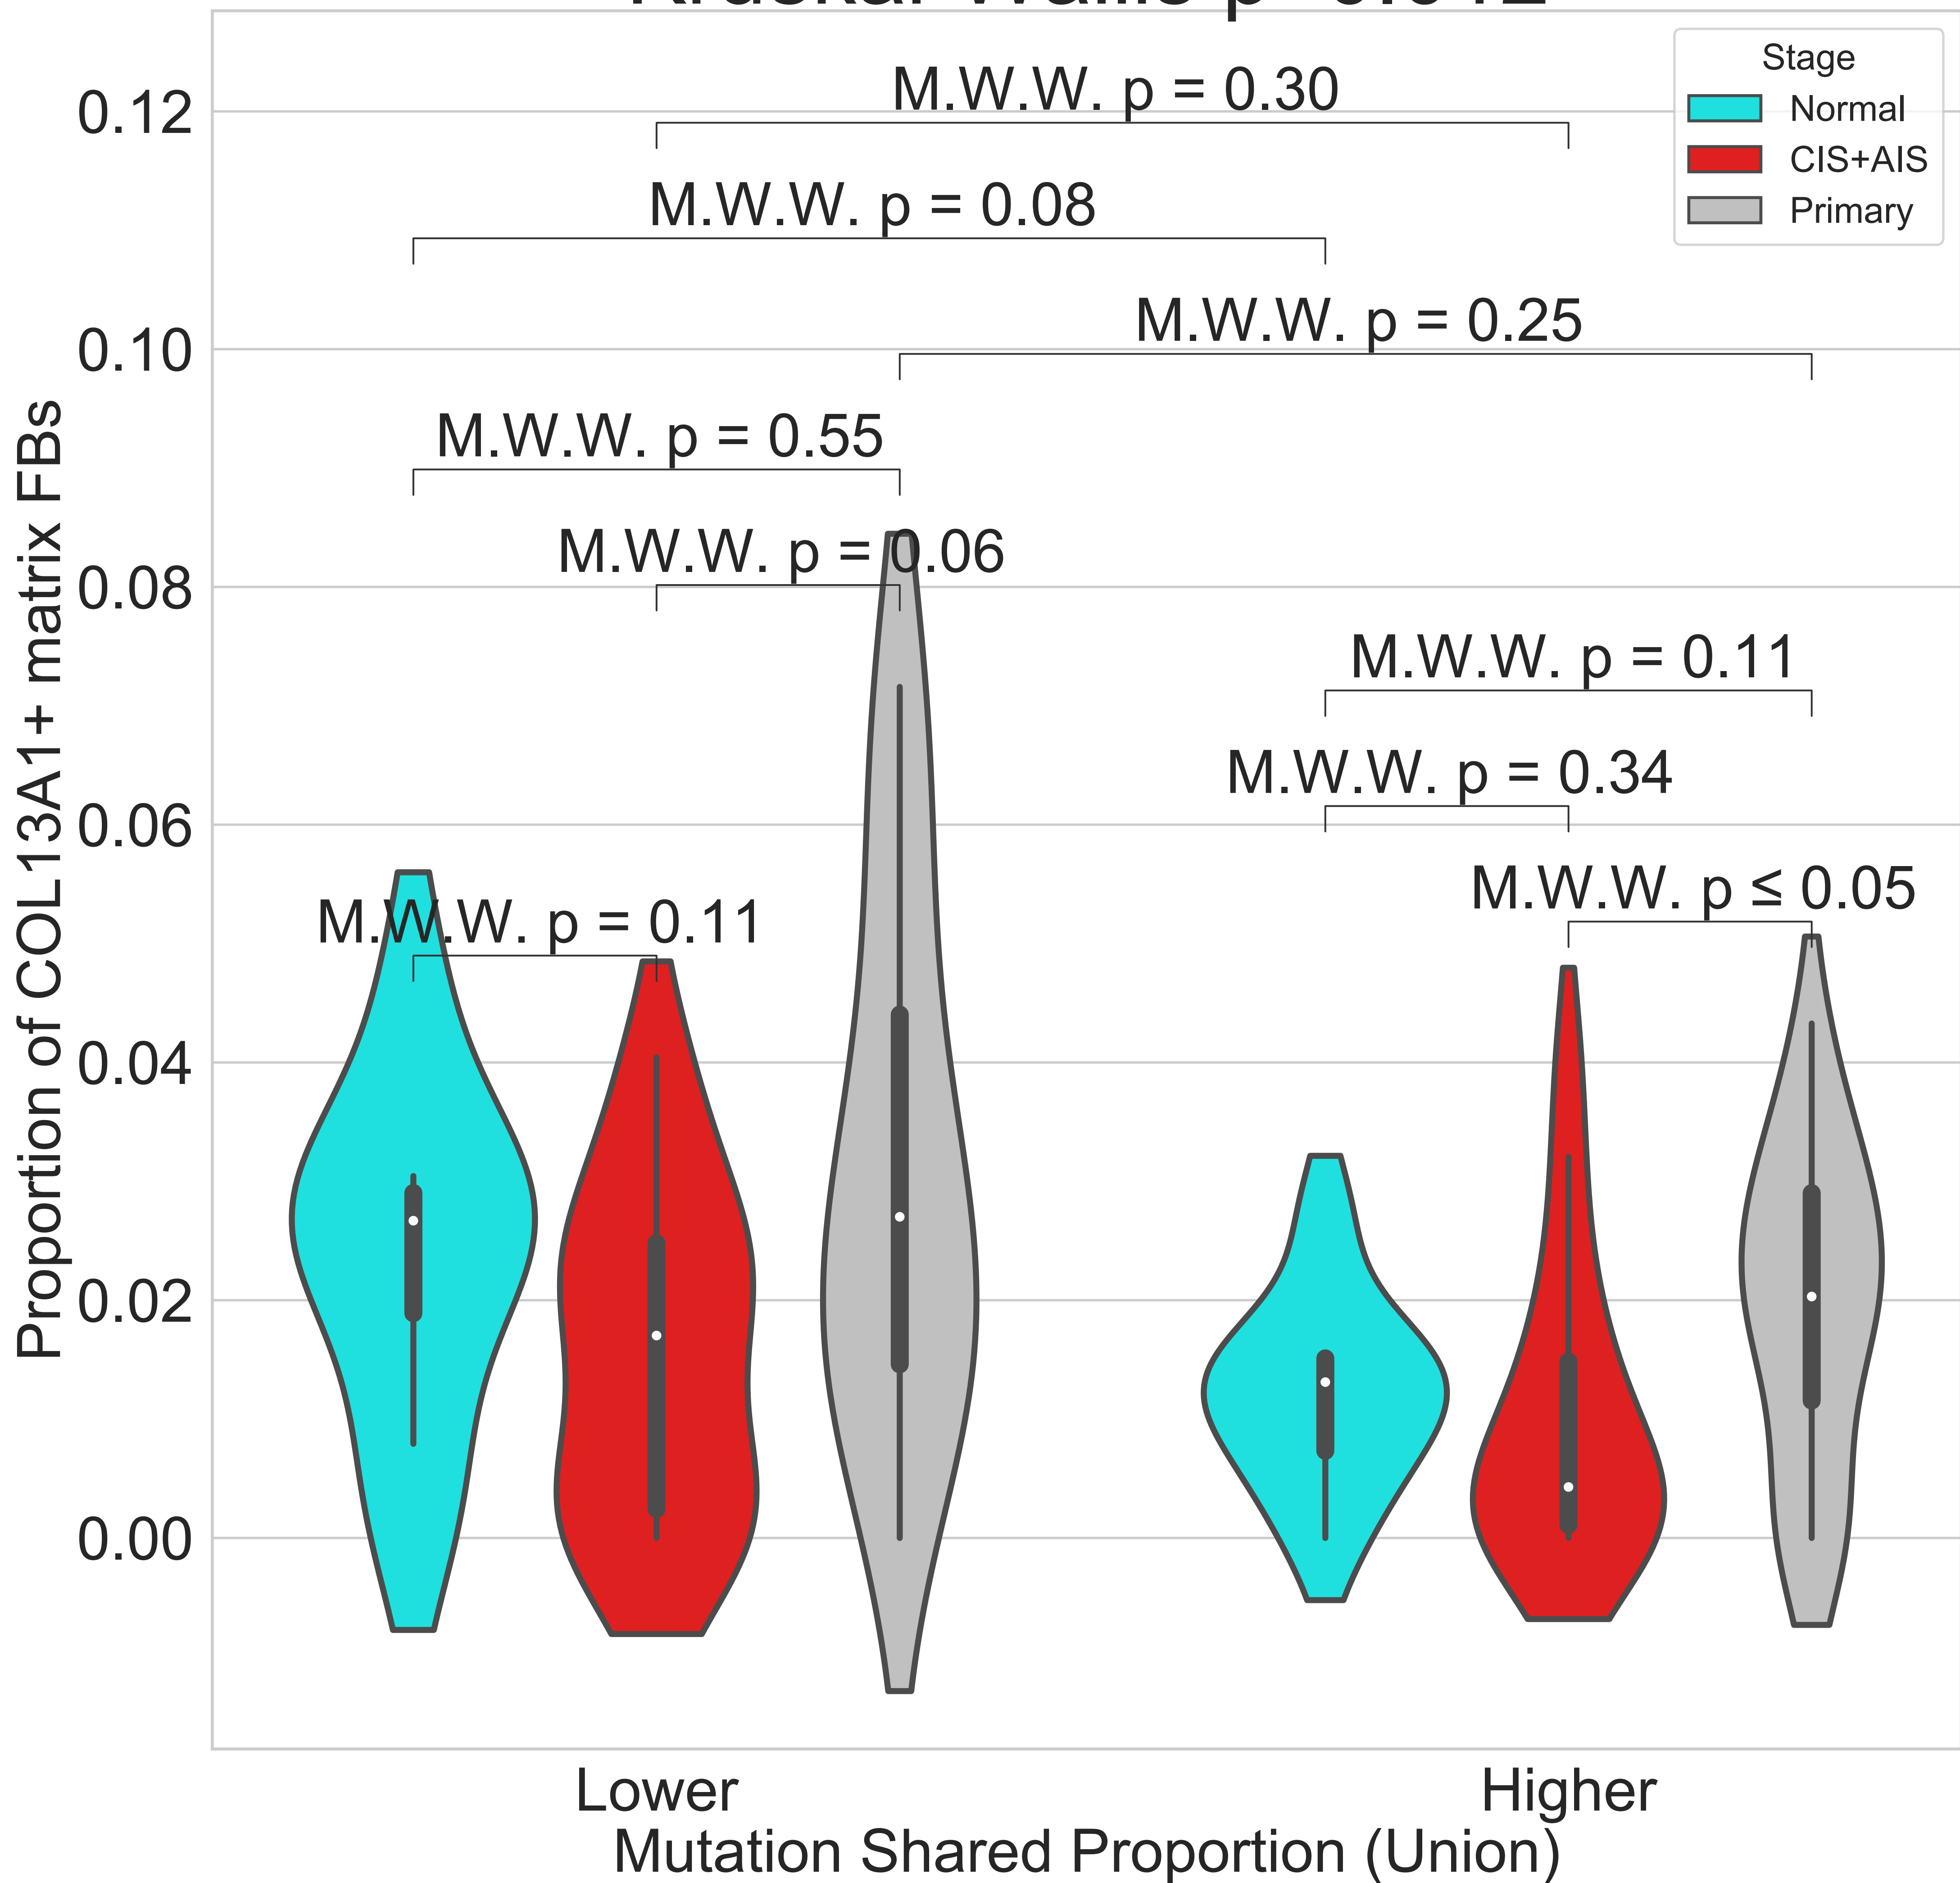 Stage
Normal
CIS+AIS
Primary
M.W.W. p = 0.30
M.W.W. p = 0.08
M.W.W. p = 0.25
M.W.W. p = 0.55
M.W.W. p = 0.06
M.W.W. p = 0.11
M.W.W. p = 0.34
M.W.W. p ≤ 0.05
M.W.W. p = 0.11
0.12
0.10
0.08
0.06
0.04
0.02
0.00
Proportion of COL13A1+ matrix FBs
Lower
Higher
Mutation Shared Proportion (Union)